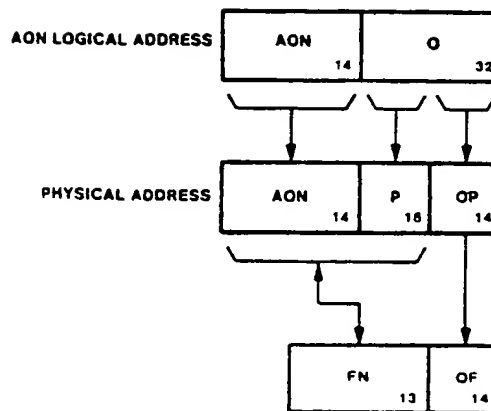 AON LOGICAL ADDRESS
AON
14
O
32
PHYSICAL ADDRESS
AON
14
P
18
OP
14
FN
13
OF
14